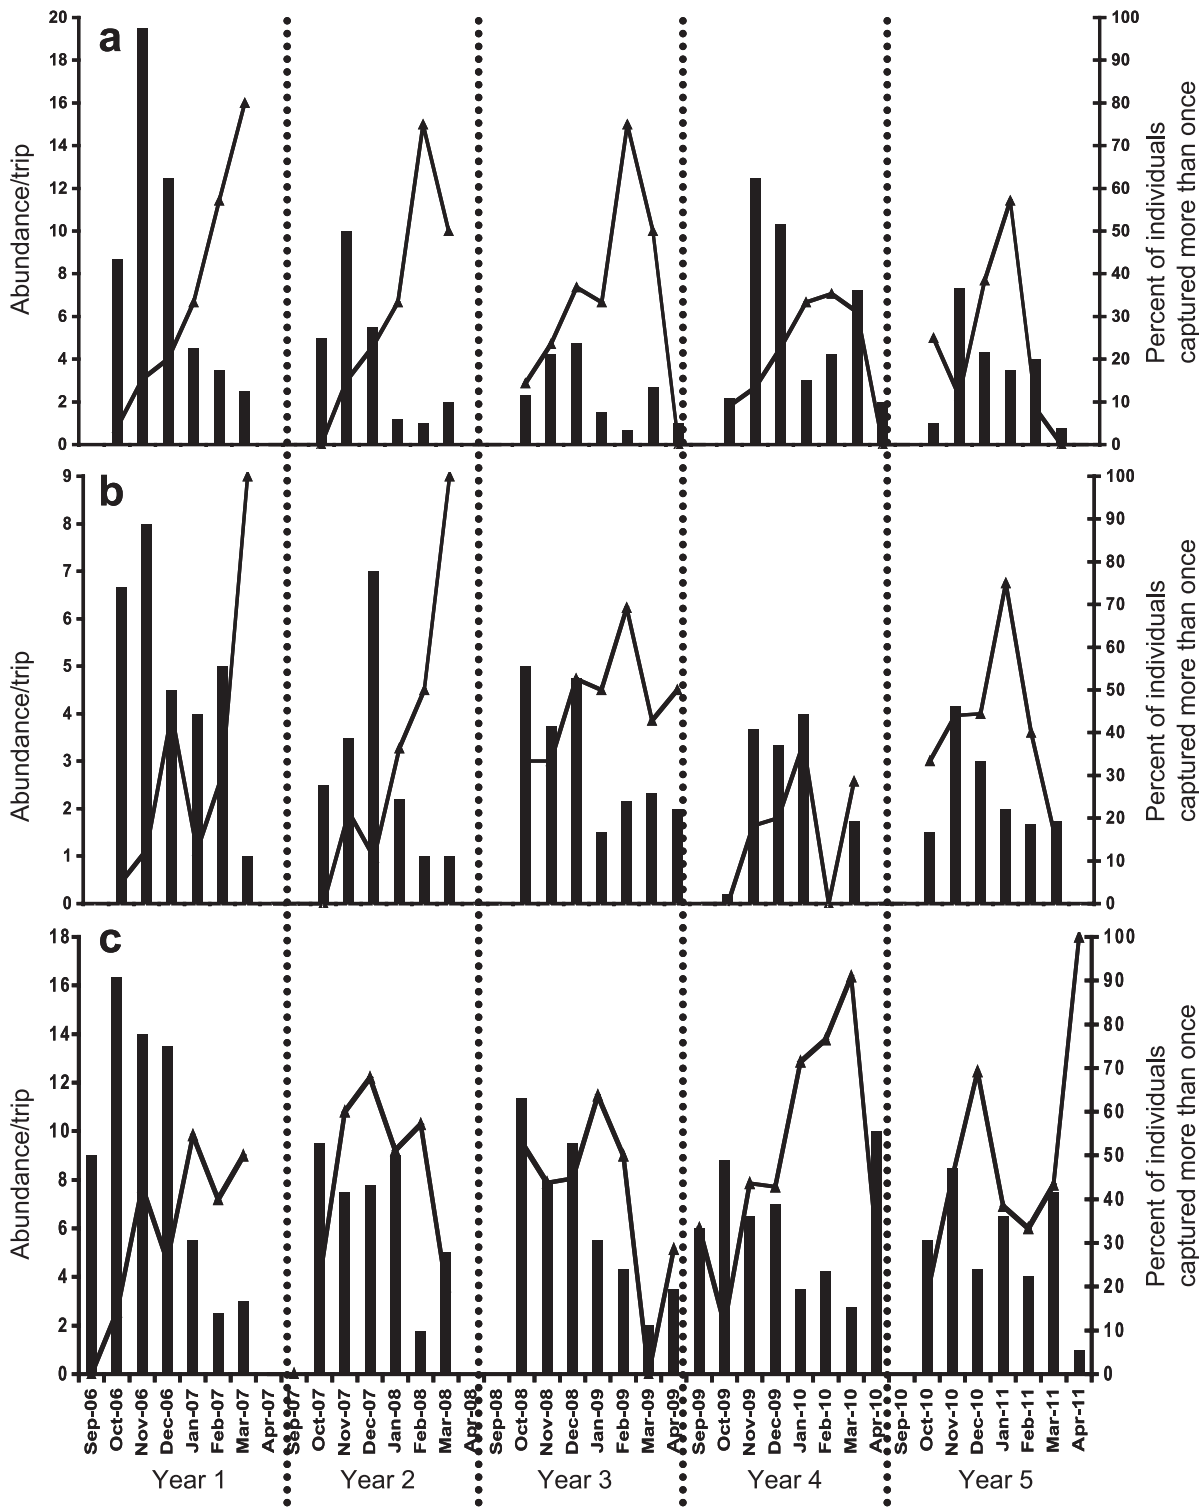 a
20
18
16
14
12
10
8
6
4
2
0
Abundance/trip
100
90
80
70
60
50
40
30
20
10
0
Percent of individuals
captured more than once
b
9
8
7
6
5
4
3
2
1
0
Abundance/trip
100
90
80
70
60
50
40
30
20
10
0
Percent of individuals
captured more than once
c
18
16
14
12
10
8
6
4
2
0
Abundance/trip
100
90
80
70
60
50
40
30
20
10
0
Percent of individuals
captured more than once
Sep-06
Oct-06
Nov-06
Dec-06
Jan-07
Feb-07
Mar-07
Apr-07
Sep-07
Oct-07
Nov-07
Dec-07
Jan-08
Feb-08
Mar-08
Apr-08
Sep-08
Oct-08
Nov-08
Dec-08
Jan-09
Feb-09
Mar-09
Apr-09
Sep-09
Oct-09
Nov-09
Dec-09
Jan-10
Feb-10
Mar-10
Apr-10
Sep-10
Oct-10
Nov-10
Dec-10
Jan-11
Feb-11
Mar-11
Apr-11
Year 1
Year 2
Year 3
Year 4
Year 5